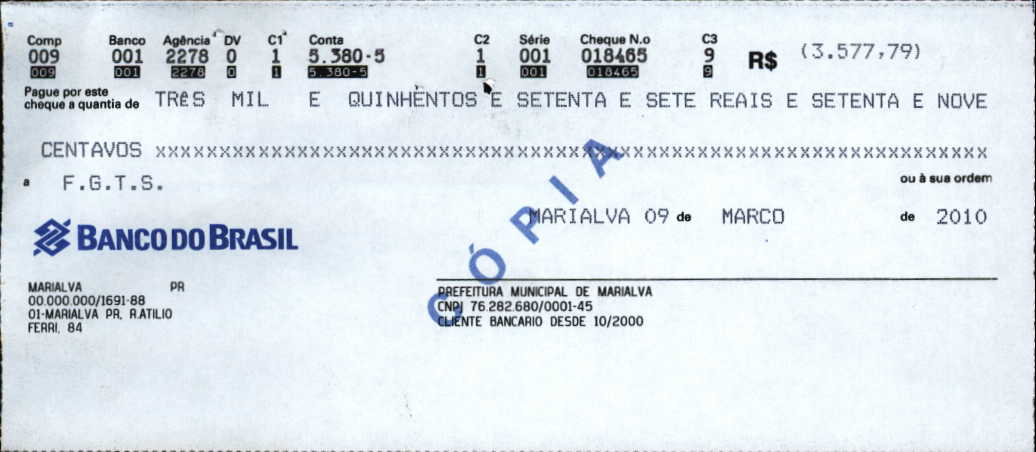 Comp Banco Agência DV C1 Conta C2 Série Cheque N.o C3
009 001 2278 0 1 5.380-5 1 001 018465 9 R$ (3.577,79)
009 001 2278 0 1 5.380-5 1 001 018465 9
Pague por este
cheque a quantia de TRêS MIL E QUINHENTOS E SETENTA E SETE REAIS E SETENTA E NOVE
CENTAVOS xxxxxxxxxxxxxxxxxxxxxxxxxxxxxxxxxxxxxxxxxxxxxxxxxxxxxxxxxxxxxxxxx
a F.G.T.S. ou à sua ordem
MARIALVA 09 de MARCO de 2010
BANCO DO BRASIL
CÓPIA
MARIALVA PR
00.000.000/1691-88
01-MARIALVA PR, R.ATILIO
FERRI, 84
PREFEITURA MUNICIPAL DE MARIALVA
CNPJ 76.282.680/0001-45
CLIENTE BANCARIO DESDE 10/2000